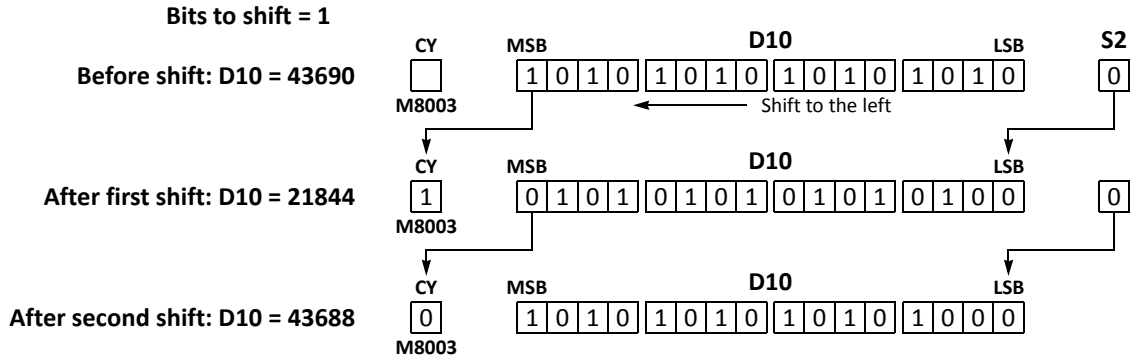 Bits to shift = 1
CY MSB D10 LSB S2
Before shift: D10 = 43690 1 0 1 0 1 0 1 0 1 0 1 0 1 0 1 0 0
M8003 Shift to the left
CY MSB D10 LSB
After first shift: D10 = 21844 1 0 1 0 1 0 1 0 1 0 1 0 1 0 1 0 0 0
M8003
CY MSB D10 LSB
After second shift: D10 = 43688 0 1 0 1 0 1 0 1 0 1 0 1 0 1 0 0 0
M8003